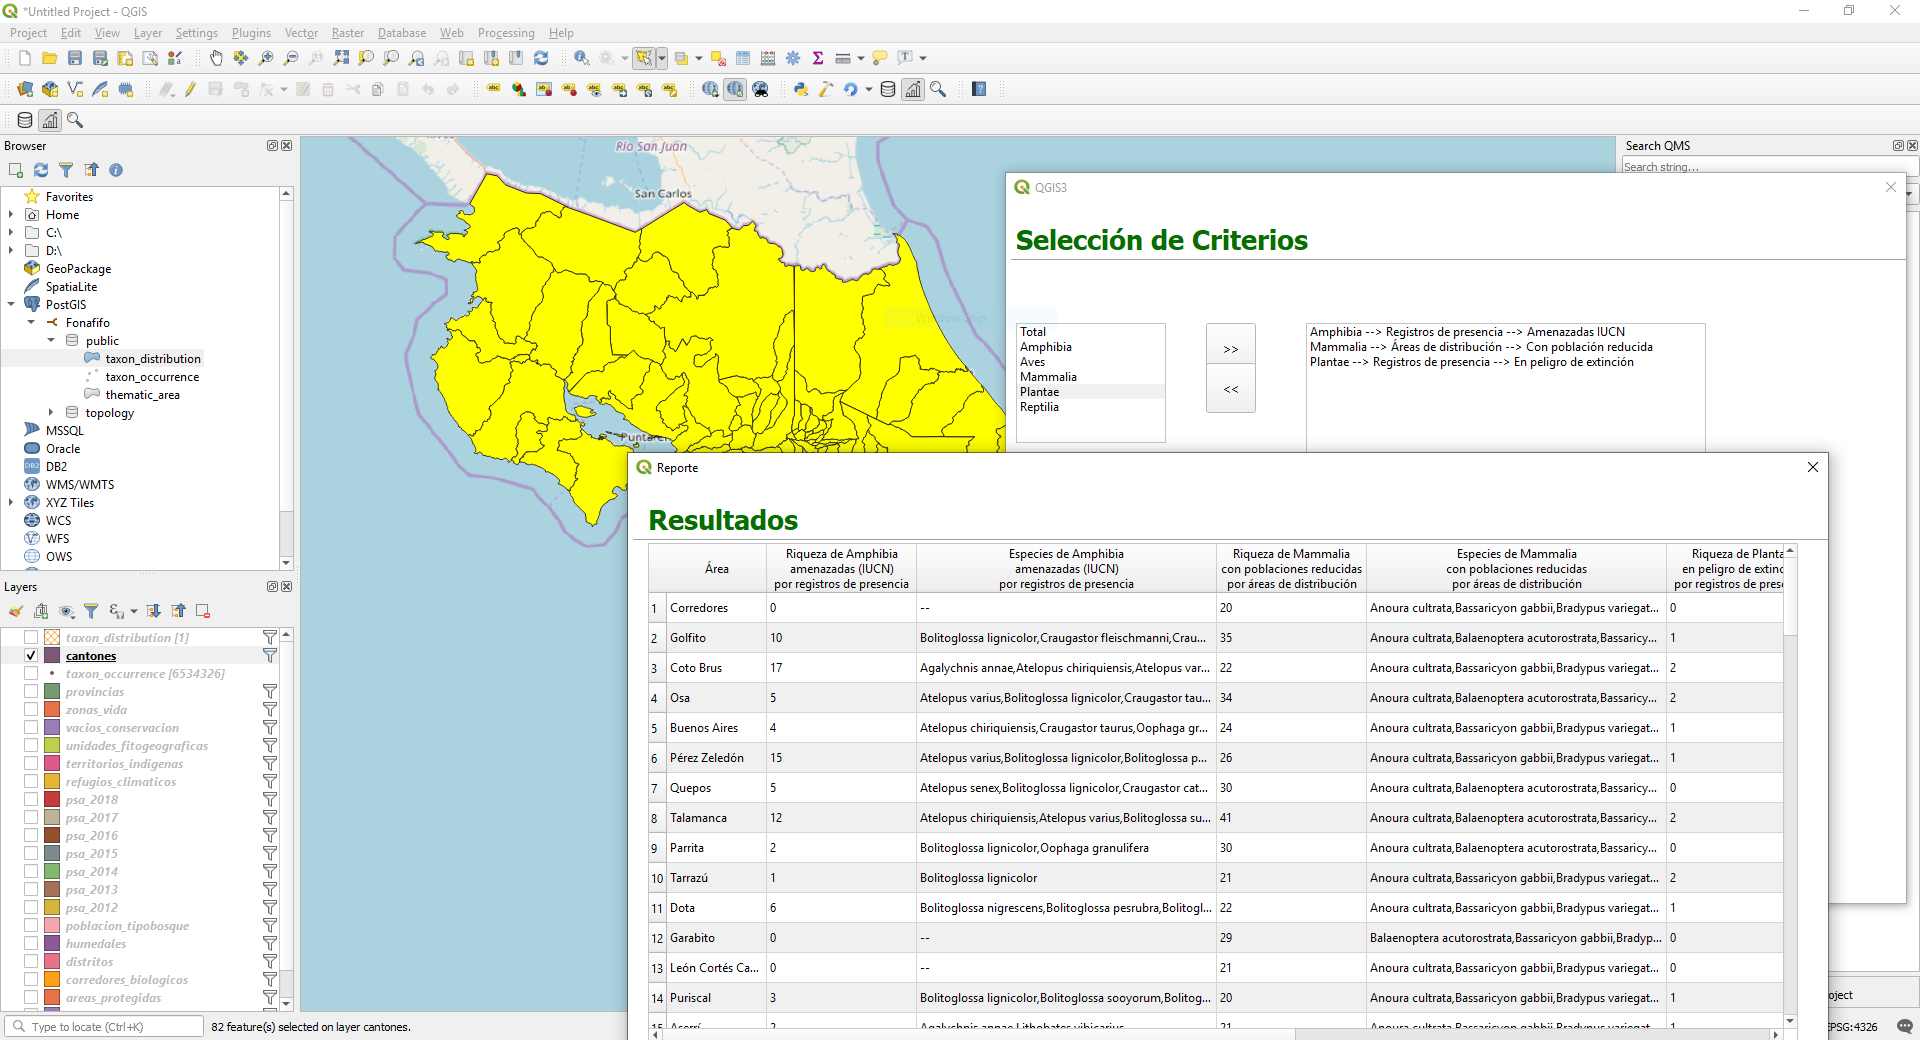 *Untitled Project - QGIS
Project Edit View Layer Settings Plugins Vector Raster Database Web Processing Help
Browser
Favorites
Home
C:\
D:\
GeoPackage
SpatiaLite
PostGIS
Fonafifo
public
taxon_distribution
taxon_occurrence
thematic_area
topology
MSSQL
Oracle
DB2
WMS/WMTS
XYZ Tiles
WCS
WFS
OWS
Layers
taxon_distribution [1]
cantones
taxon_occurrence [6534326]
provincias
zonas_vida
vacios_conservacion
unidades_fitogeograficas
territorios_indigenas
refugios_climaticos
psa_2018
psa_2017
psa_2016
psa_2015
psa_2014
psa_2013
psa_2012
poblacion_tipobosque
humedales
distritos
corredores_biologicos
areas_protegidas
Type to locate (Ctrl+K)
82 feature(s) selected on layer cantones.
Río San Juan
San Carlos
Puntaren
Window Snip
Search QMS
Search string...
QGIS3
Selección de Criterios
Total
Amphibia
Aves
Mammalia
Plantae
Reptilia
>>
<<
Amphibia --> Registros de presencia --> Amenazadas IUCN
Mammalia --> Áreas de distribución --> Con población reducida
Plantae --> Registros de presencia --> En peligro de extinción
Reporte
Resultados
Área
Riqueza de Amphibia
amenazadas (IUCN)
por registros de presencia
Especies de Amphibia
amenazadas (IUCN)
por registros de presencia
Riqueza de Mammalia
con poblaciones reducidas
por áreas de distribución
Especies de Mammalia
con poblaciones reducidas
por áreas de distribución
Riqueza de Planta
en peligro de extinc
por registros de prese
1 Corredores 0 -- 20 Anoura cultrata,Bassaricyon gabbii,Bradypus variegat... 0
2 Golfito 10 Bolitoglossa lignicolor,Craugastor fleischmanni,Crau... 35 Anoura cultrata,Balaenoptera acutorostrata,Bassaricy... 1
3 Coto Brus 17 Agalychnis annae,Atelopus chiriquiensis,Atelopus var... 22 Anoura cultrata,Bassaricyon gabbii,Bradypus variegat... 2
4 Osa 5 Atelopus varius,Bolitoglossa lignicolor,Craugastor tau... 34 Anoura cultrata,Balaenoptera acutorostrata,Bassaricy... 2
5 Buenos Aires 4 Atelopus chiriquiensis,Craugastor taurus,Oophaga gr... 24 Anoura cultrata,Bassaricyon gabbii,Bradypus variegat... 1
6 Pérez Zeledón 15 Atelopus varius,Bolitoglossa lignicolor,Bolitoglossa p... 26 Anoura cultrata,Bassaricyon gabbii,Bradypus variegat... 1
7 Quepos 5 Atelopus senex,Bolitoglossa lignicolor,Craugastor cat... 30 Anoura cultrata,Balaenoptera acutorostrata,Bassaricy... 0
8 Talamanca 12 Atelopus chiriquiensis,Atelopus varius,Bolitoglossa su... 41 Anoura cultrata,Balaenoptera acutorostrata,Bassaricy... 2
9 Parrita 2 Bolitoglossa lignicolor,Oophaga granulifera 30 Anoura cultrata,Balaenoptera acutorostrata,Bassaricy... 0
10 Tarrazú 1 Bolitoglossa lignicolor 21 Anoura cultrata,Bassaricyon gabbii,Bradypus variegat... 2
11 Dota 6 Bolitoglossa nigrescens,Bolitoglossa pesrubra,Bolitogl... 22 Anoura cultrata,Bassaricyon gabbii,Bradypus variegat... 1
12 Garabito 0 -- 29 Balaenoptera acutorostrata,Bassaricyon gabbii,Bradyp... 0
13 León Cortés Ca... 0 -- 21 Anoura cultrata,Bassaricyon gabbii,Bradypus variegat... 0
14 Puriscal 3 Bolitoglossa lignicolor,Bolitoglossa sooyorum,Bolitog... 20 Anoura cultrata,Bassaricyon gabbii,Bradypus variegat... 1
15 Aserrí 2 Agalychnis annae,Lithobates vibicarius 21 Anoura cultrata,Bassaricyon gabbii,Bradypus variegat... 1
oject
EPSG:4326